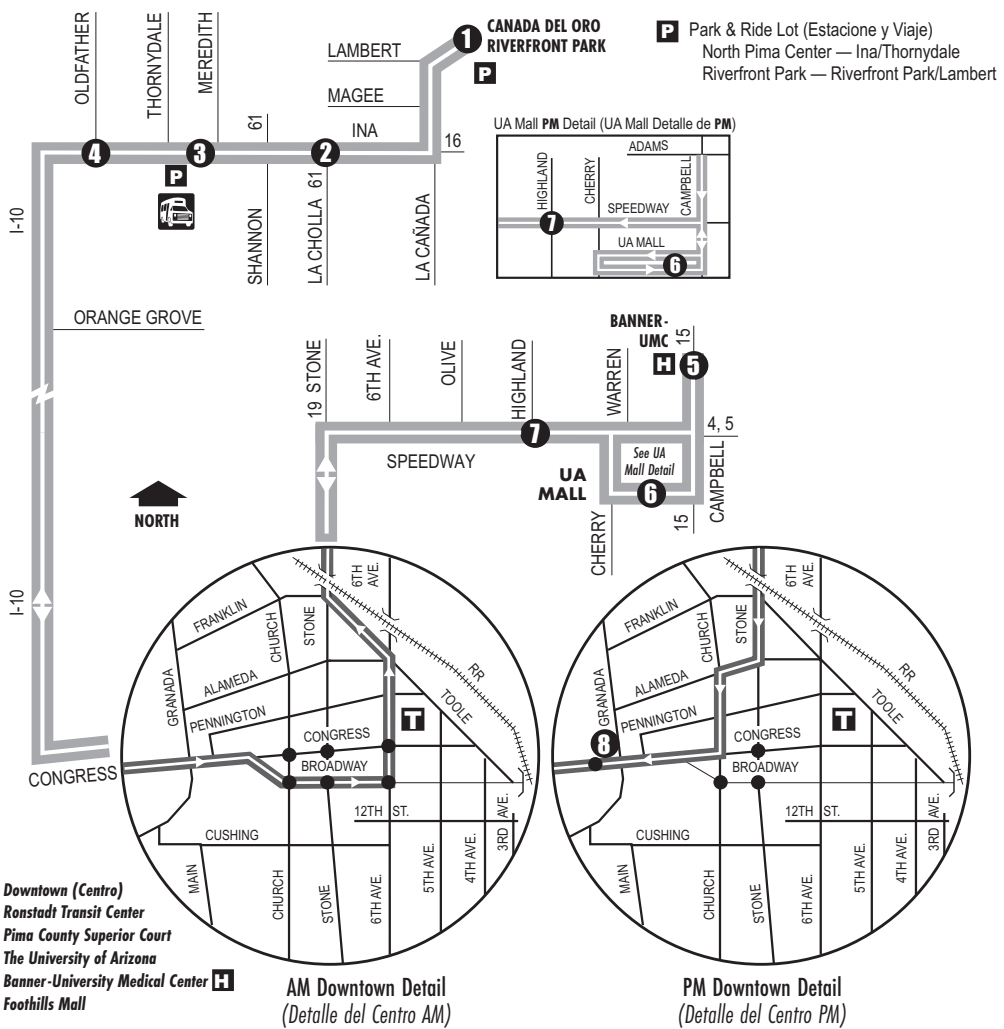 OLDFATHER
THORNYDALE
MEREDITH
LAMBERT
MAGEE
1
CANADA DEL ORO
RIVERFRONT PARK
P
P Park & Ride Lot (Estacione y Viaje)
North Pima Center — Ina/Thornydale
Riverfront Park — Riverfront Park/Lambert
61
INA
16
4
3
2
P
I-10
SHANNON
LA CHOLLA 61
LA CAÑADA
UA Mall PM Detail (UA Mall Detalle de PM)
ADAMS
HIGHLAND
CHERRY
CAMPBELL
SPEEDWAY
7
UA MALL
6
ORANGE GROVE
19 STONE
6TH AVE.
OLIVE
HIGHLAND
WARREN
BANNER-
UMC
15
H
5
4, 5
7
SPEEDWAY
UA
MALL
See UA
Mall Detail
6
CAMPBELL
CHERRY
15
NORTH
I-10
CONGRESS
6TH
AVE.
FRANKLIN
CHURCH
STONE
RR
GRANADA
ALAMEDA
TOOLE
PENNINGTON
T
CONGRESS
BROADWAY
12TH ST.
CUSHING
3RD AVE.
MAIN
CHURCH
STONE
6TH AVE.
5TH AVE.
4TH AVE.
AM Downtown Detail
(Detalle del Centro AM)
6TH
AVE.
FRANKLIN
CHURCH
STONE
RR
GRANADA
ALAMEDA
TOOLE
PENNINGTON
T
8
CONGRESS
BROADWAY
12TH ST.
CUSHING
3RD AVE.
MAIN
CHURCH
STONE
6TH AVE.
5TH AVE.
4TH AVE.
PM Downtown Detail
(Detalle del Centro PM)
Downtown (Centro)
Ronstadt Transit Center
Pima County Superior Court
The University of Arizona
Banner-University Medical Center H
Foothills Mall